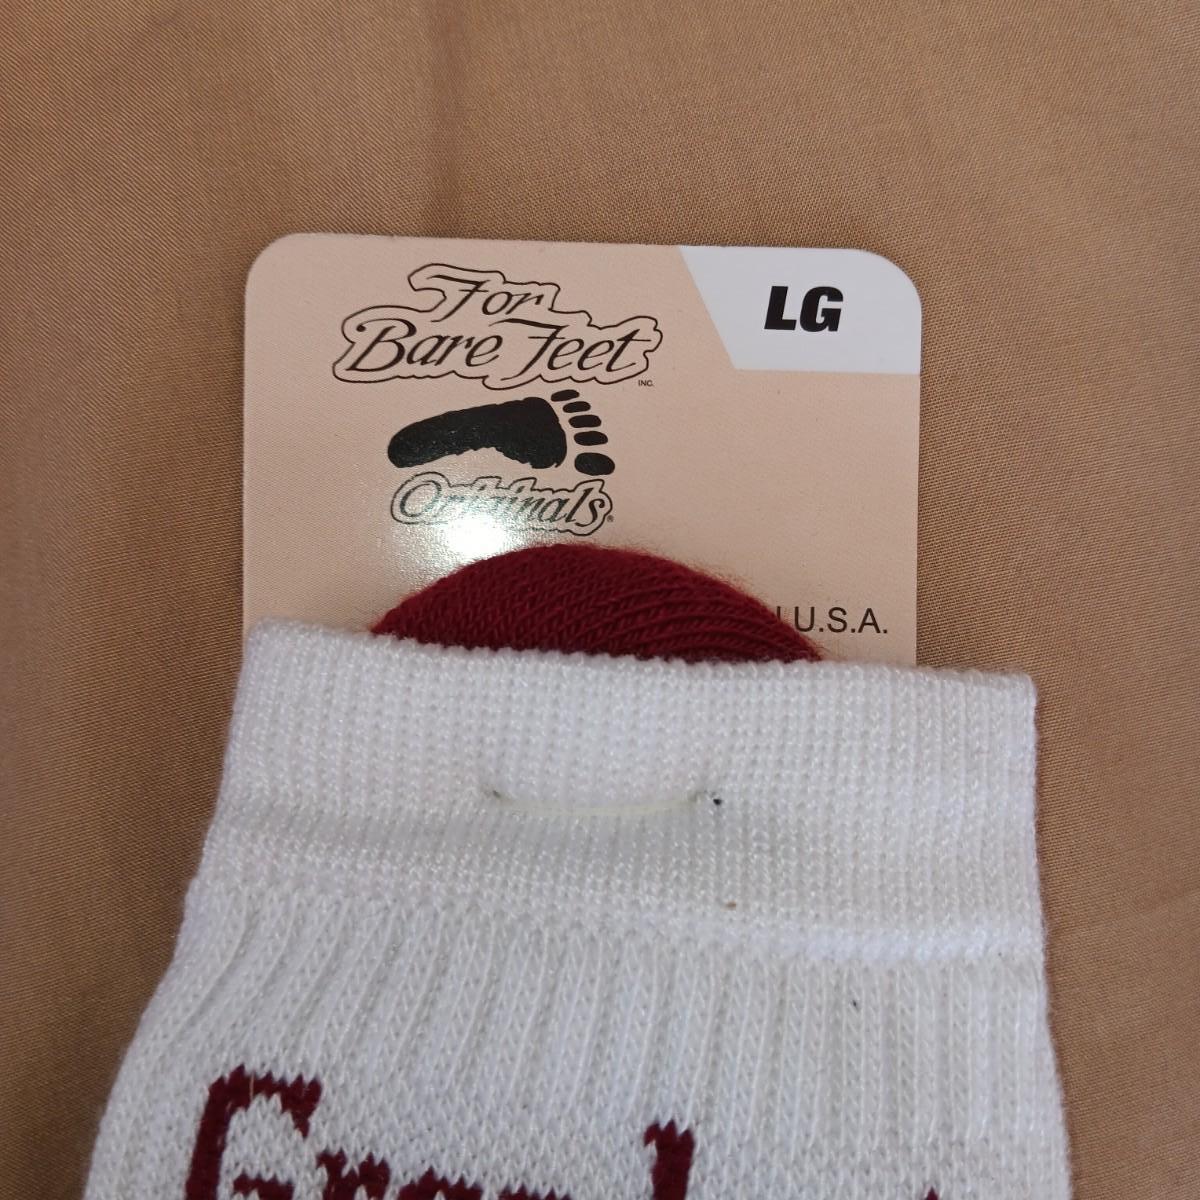 For
Bare Feet
INC.
LG
Originals®
U.S.A.